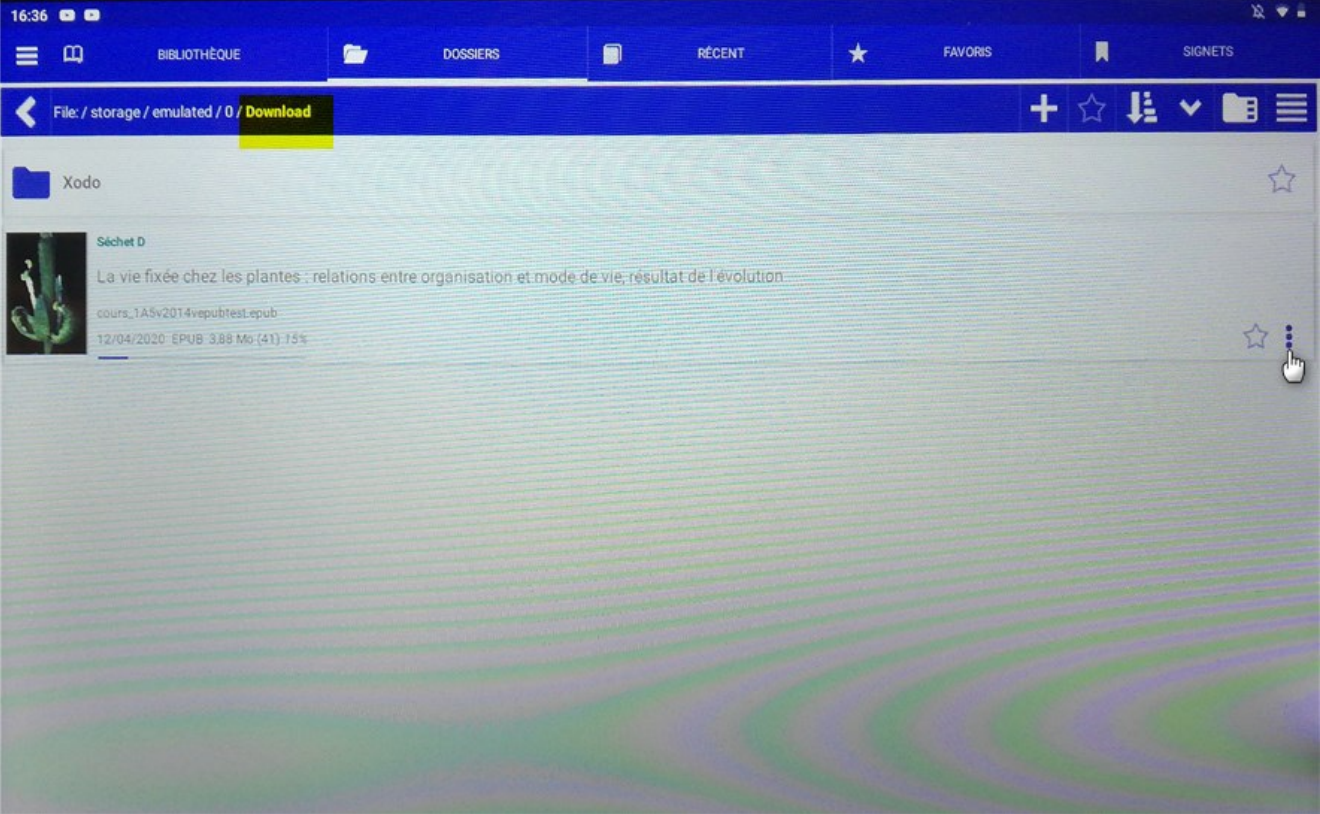 16:36
BIBLIOTHÈQUE
DOSSIERS
RÉCENT
FAVORIS
SIGNETS
File: / storage / emulated / 0 / Download
Xodo
Séchet D
La vie fixée chez les plantes : relations entre organisation et mode de vie, résultat de l'évolution
cours_1A5v2014vepubtest.epub
12/04/2020 EPUB 3,88 Mo (41) 15%